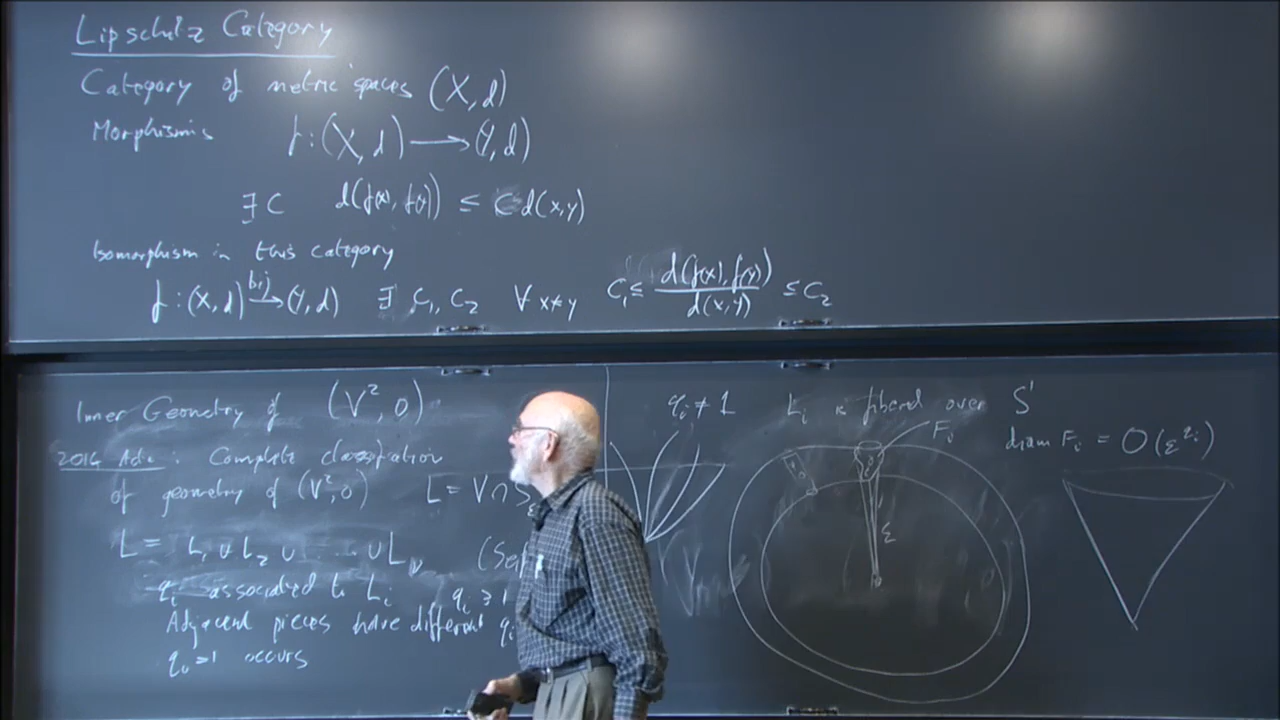 Lipschitz Category
Category of metric spaces (X, d)
Morphisms f : (X, d) → (Y, d)
∃ C d(f(x), f(y)) ≤ C d(x, y)
Isomorphism in this category
f : (X, d) bij→ (Y, d) ∃ C₁, C₂ ∀ x ≠ y C₁ ≤ d(f(x), f(y)) / d(x, y) ≤ C₂
Inner Geometry of (V², 0)
2014 Acta : Complete classification
of geometry of (V², 0) L = V ∩ S
L = L₁ ∪ L₂ ∪ ... ∪ L_N
qᵢ associated to Lᵢ qᵢ ≥ 1
Adjacent pieces have different qᵢ
q₀ = 1 occurs
qᵢ ≠ 1 Lᵢ is fibered over S¹
Fᵢ
diam Fᵢ = O(ε^qᵢ)
ε